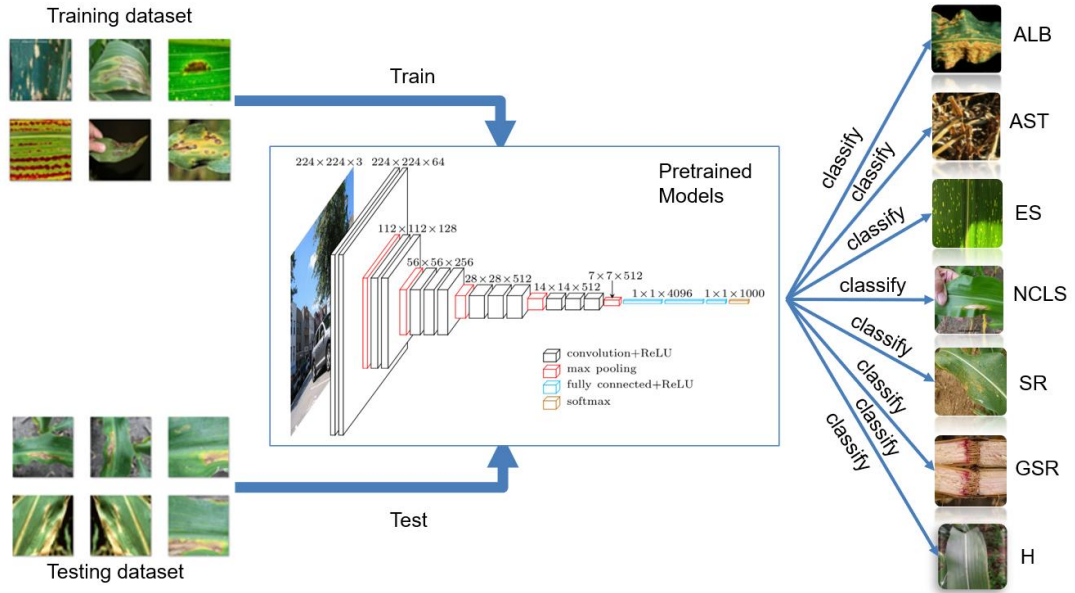 Training dataset
Train
224×224×3
224×224×64
112×112×128
56×56×256
28×28×512
14×14×512
7×7×512
1×1×4096
1×1×1000
Pretrained
Models
convolution+ReLU
max pooling
fully connected+ReLU
softmax
Test
Testing dataset
classify
classify
classify
classify
classify
classify
classify
classify
ALB
AST
ES
NCLS
SR
GSR
H